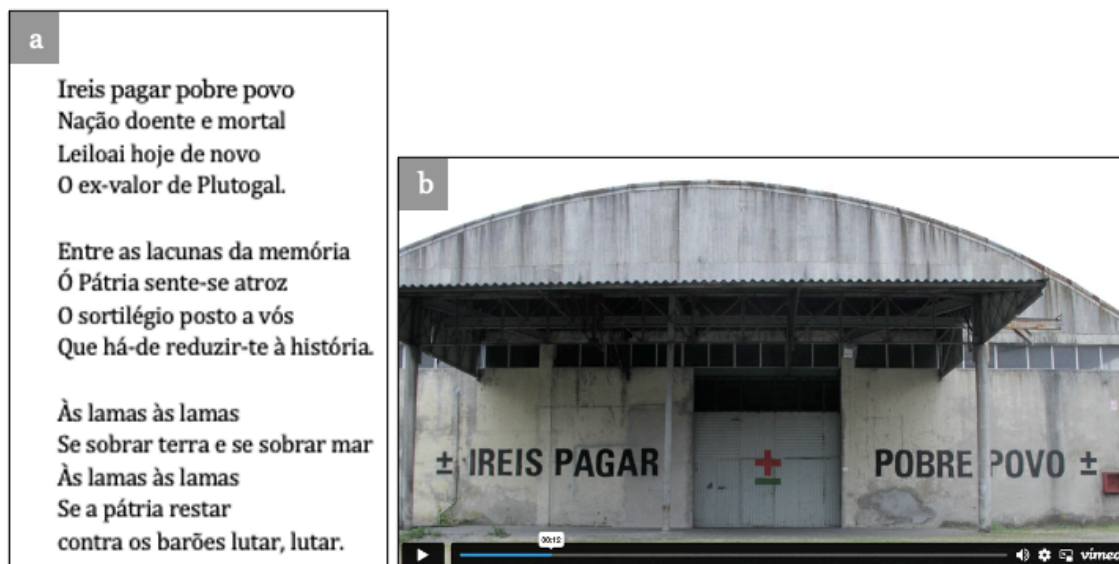 a
Ireis pagar pobre povo
Nação doente e mortal
Leiloai hoje de novo
O ex-valor de Plutogal.
Entre as lacunas da memória
Ó Pátria sente-se atroz
O sortilégio posto a vós
Que há-de reduzir-te à história.
Às lamas às lamas
Se sobrar terra e se sobrar mar
Às lamas às lamas
Se a pátria restar
contra os barões lutar, lutar.
b
± IREIS PAGAR ± POBRE POVO ±
00:12
vimeo